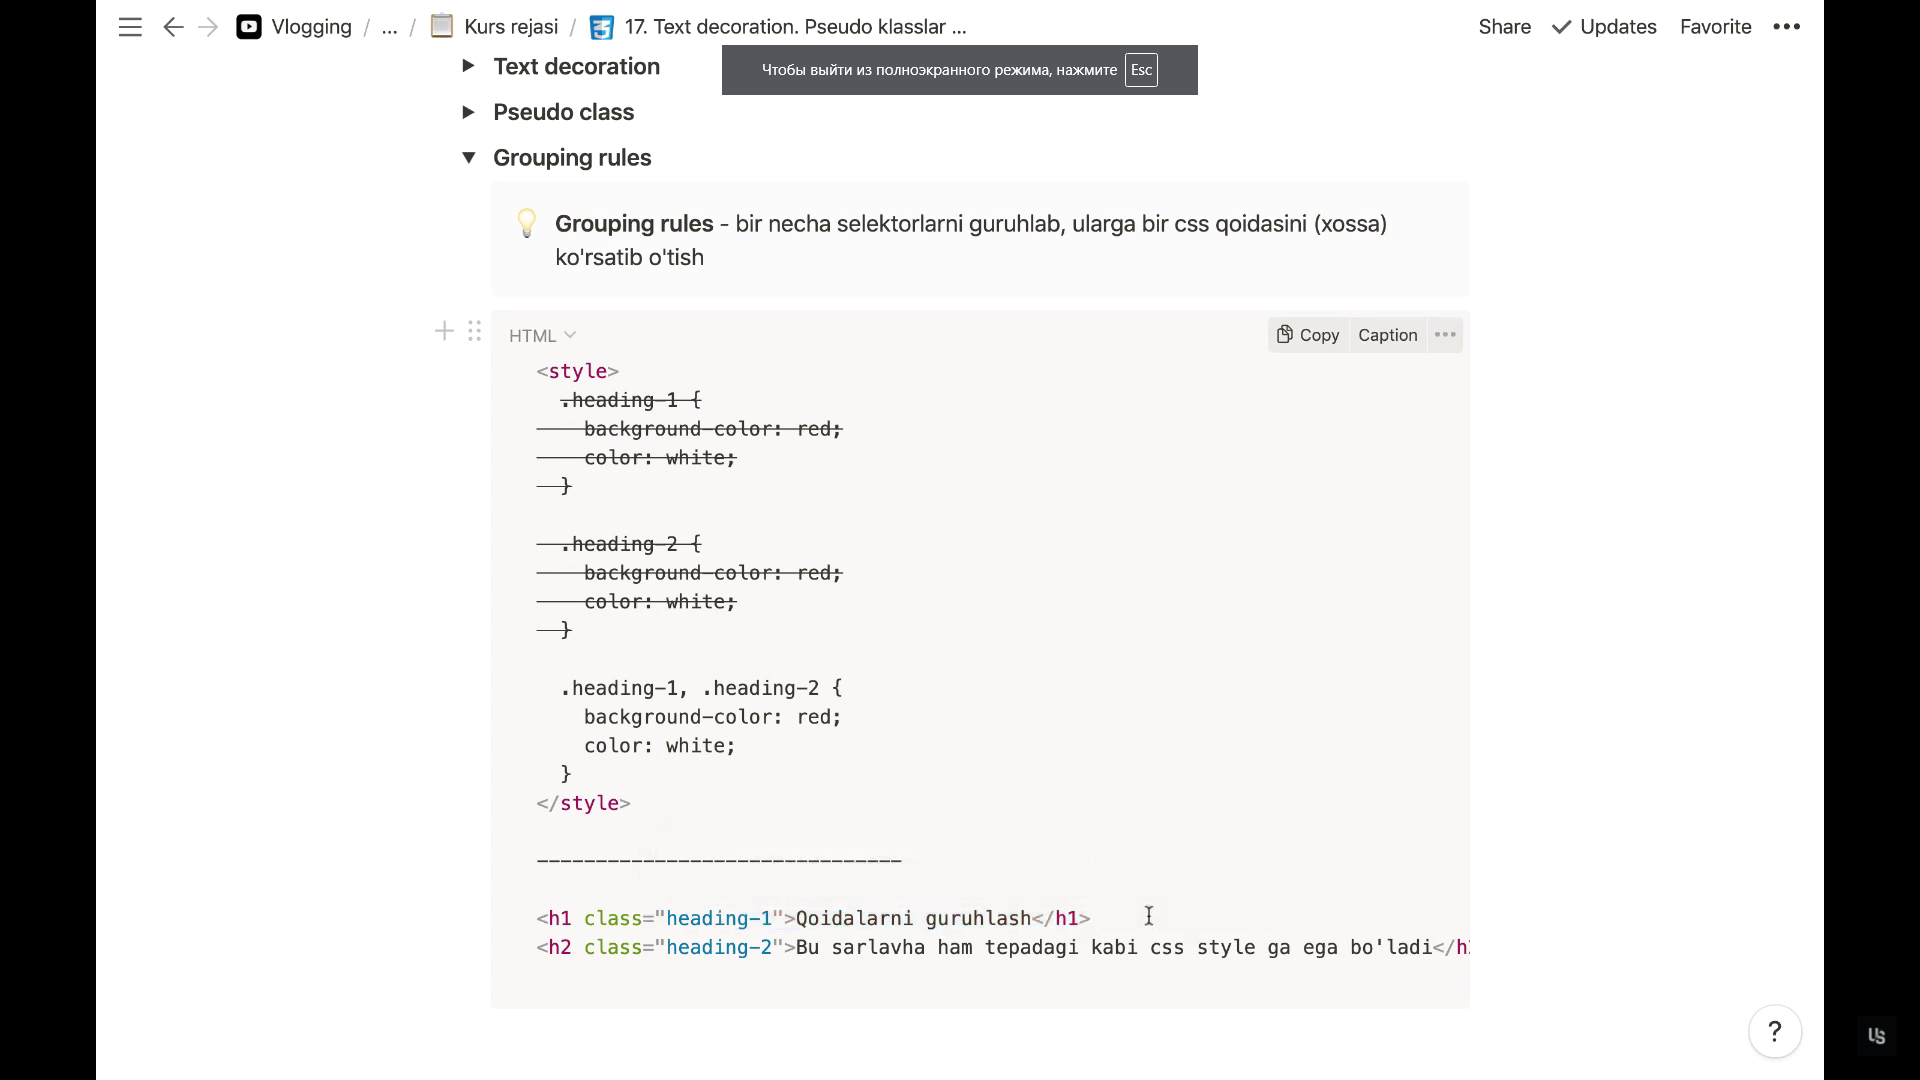 Vlogging / ... / Kurs rejasi / 17. Text decoration. Pseudo klasslar ...
Share Updates Favorite •••
Text decoration
Чтобы выйти из полноэкранного режима, нажмите Esc
Pseudo class
Grouping rules
Grouping rules - bir necha selektorlarni guruhlab, ularga bir css qoidasini (xossa)
ko'rsatib o'tish
HTML
Copy Caption •••
<style>
.heading-1 {
background-color: red;
color: white;
}
.heading-2 {
background-color: red;
color: white;
}
.heading-1, .heading-2 {
background-color: red;
color: white;
}
</style>
-------------------------------
<h1 class="heading-1">Qoidalarni guruhlash</h1>
<h2 class="heading-2">Bu sarlavha ham tepadagi kabi css style ga ega bo'ladi</h
?